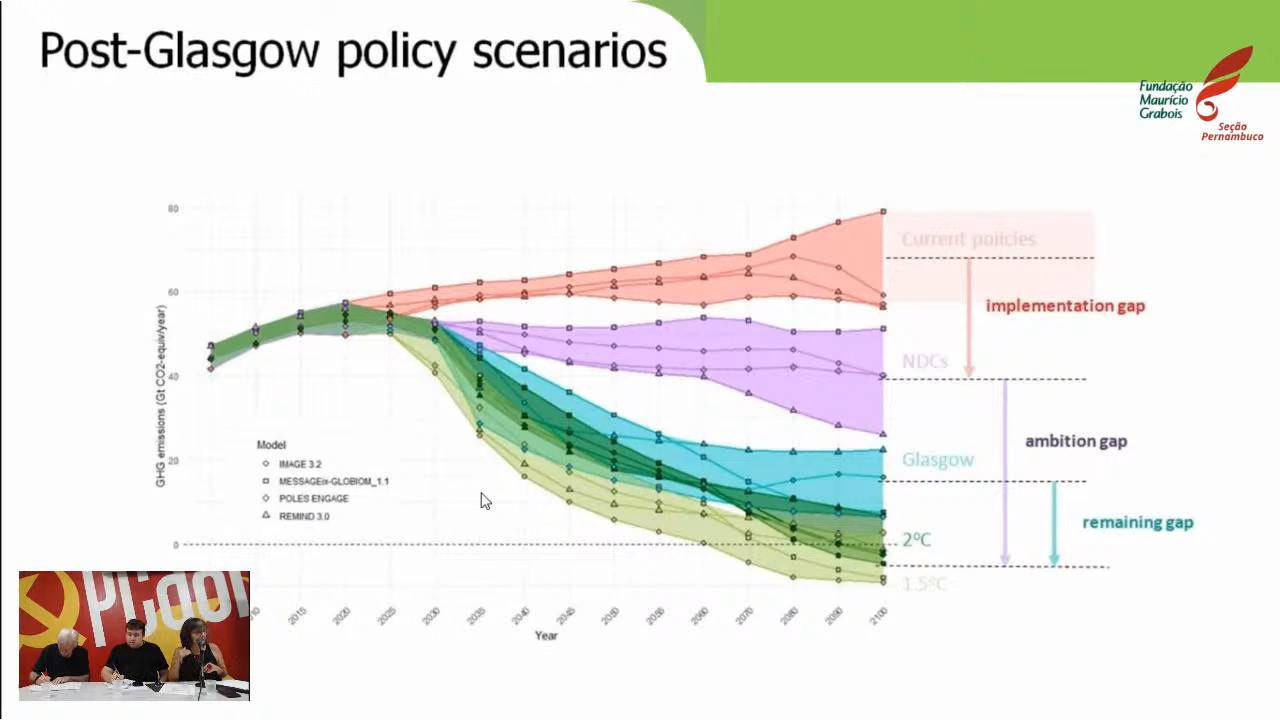 Post-Glasgow policy scenarios
Fundação
Maurício
Grabois
Seção
Pernambuco
80
60
40
20
0
GHG emissions (Gt CO2-equiv/year)
Current policies
implementation gap
NDCs
ambition gap
Glasgow
remaining gap
2°C
1.5°C
Model
IMAGE 3.2
MESSAGEix-GLOBIOM_1.1
POLES ENGAGE
REMIND 3.0
2015
2020
2025
2030
2035
2040
2045
2050
2055
2060
2070
2080
2090
2100
Year